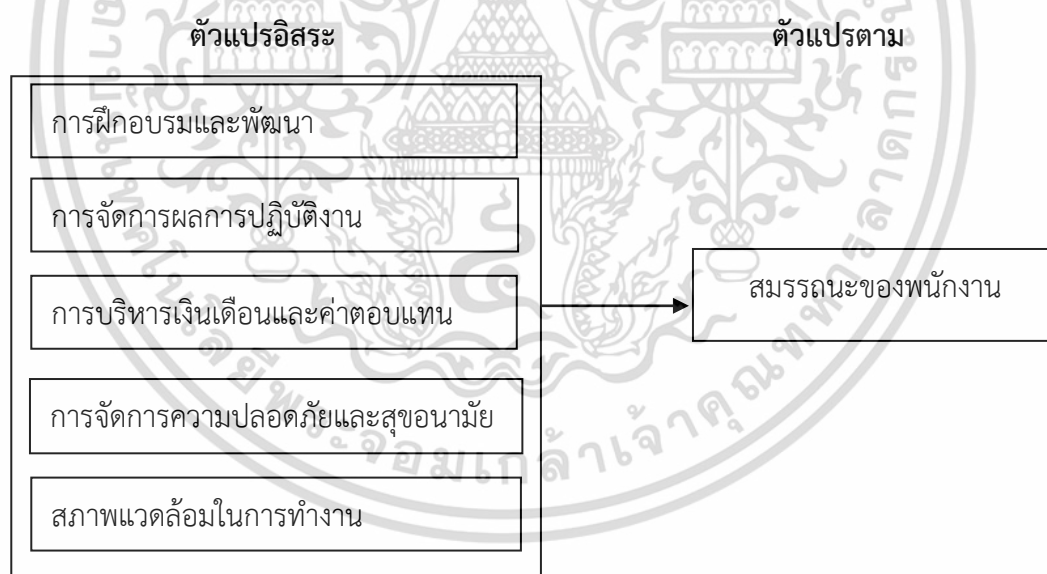 ตัวแปรอิสระ
ตัวแปรตาม
การฝึกอบรมและพัฒนา
การจัดการผลการปฏิบัติงาน
การบริหารเงินเดือนและค่าตอบแทน
การจัดการความปลอดภัยและสุขอนามัย
สภาพแวดล้อมในการทำงาน
สมรรถนะของพนักงาน